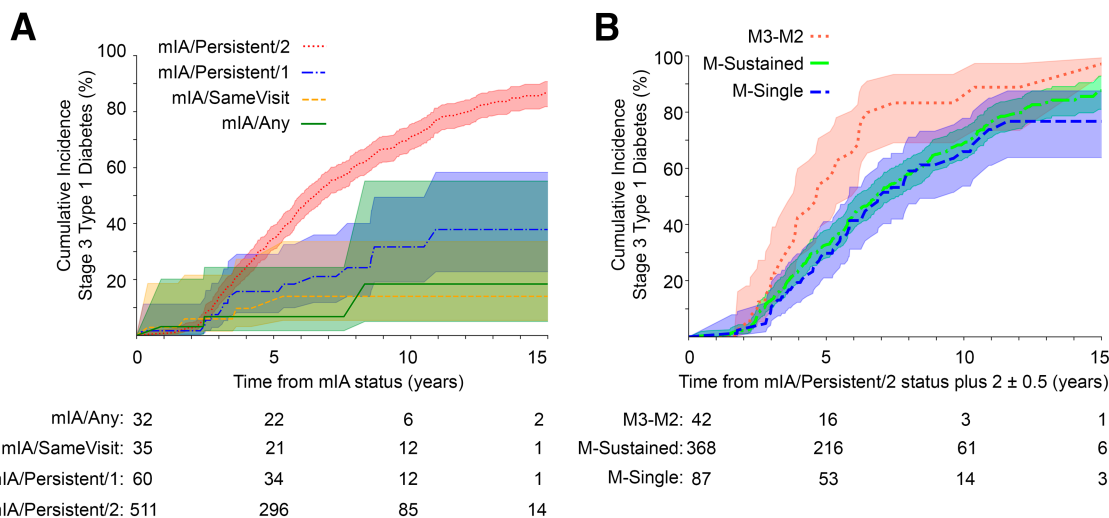 A
mIA/Persistent/2
mIA/Persistent/1
mIA/SameVisit
mIA/Any
Cumulative Incidence
Stage 3 Type 1 Diabetes (%)
100
80
60
40
20
0 5 10 15
Time from mIA status (years)
mIA/Any: 32 22 6 2
mIA/SameVisit: 35 21 12 1
mIA/Persistent/1: 60 34 12 1
mIA/Persistent/2: 511 296 85 14
B
M3-M2
M-Sustained
M-Single
Cumulative Incidence
Stage 3 Type 1 Diabetes (%)
100
80
60
40
20
0 5 10 15
Time from mIA/Persistent/2 status plus 2 ± 0.5 (years)
M3-M2: 42 16 3 1
M-Sustained: 368 216 61 6
M-Single: 87 53 14 3